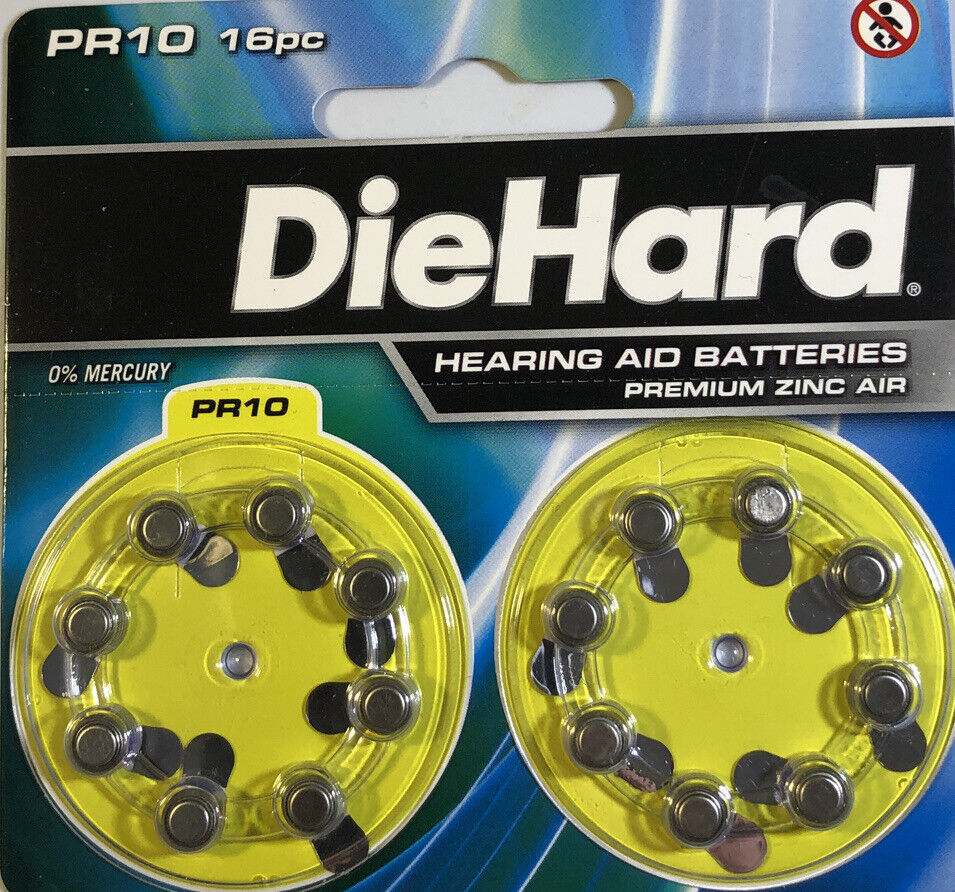 PR10 16pc
DieHard®
HEARING AID BATTERIES
PREMIUM ZINC AIR
0% MERCURY
PR10